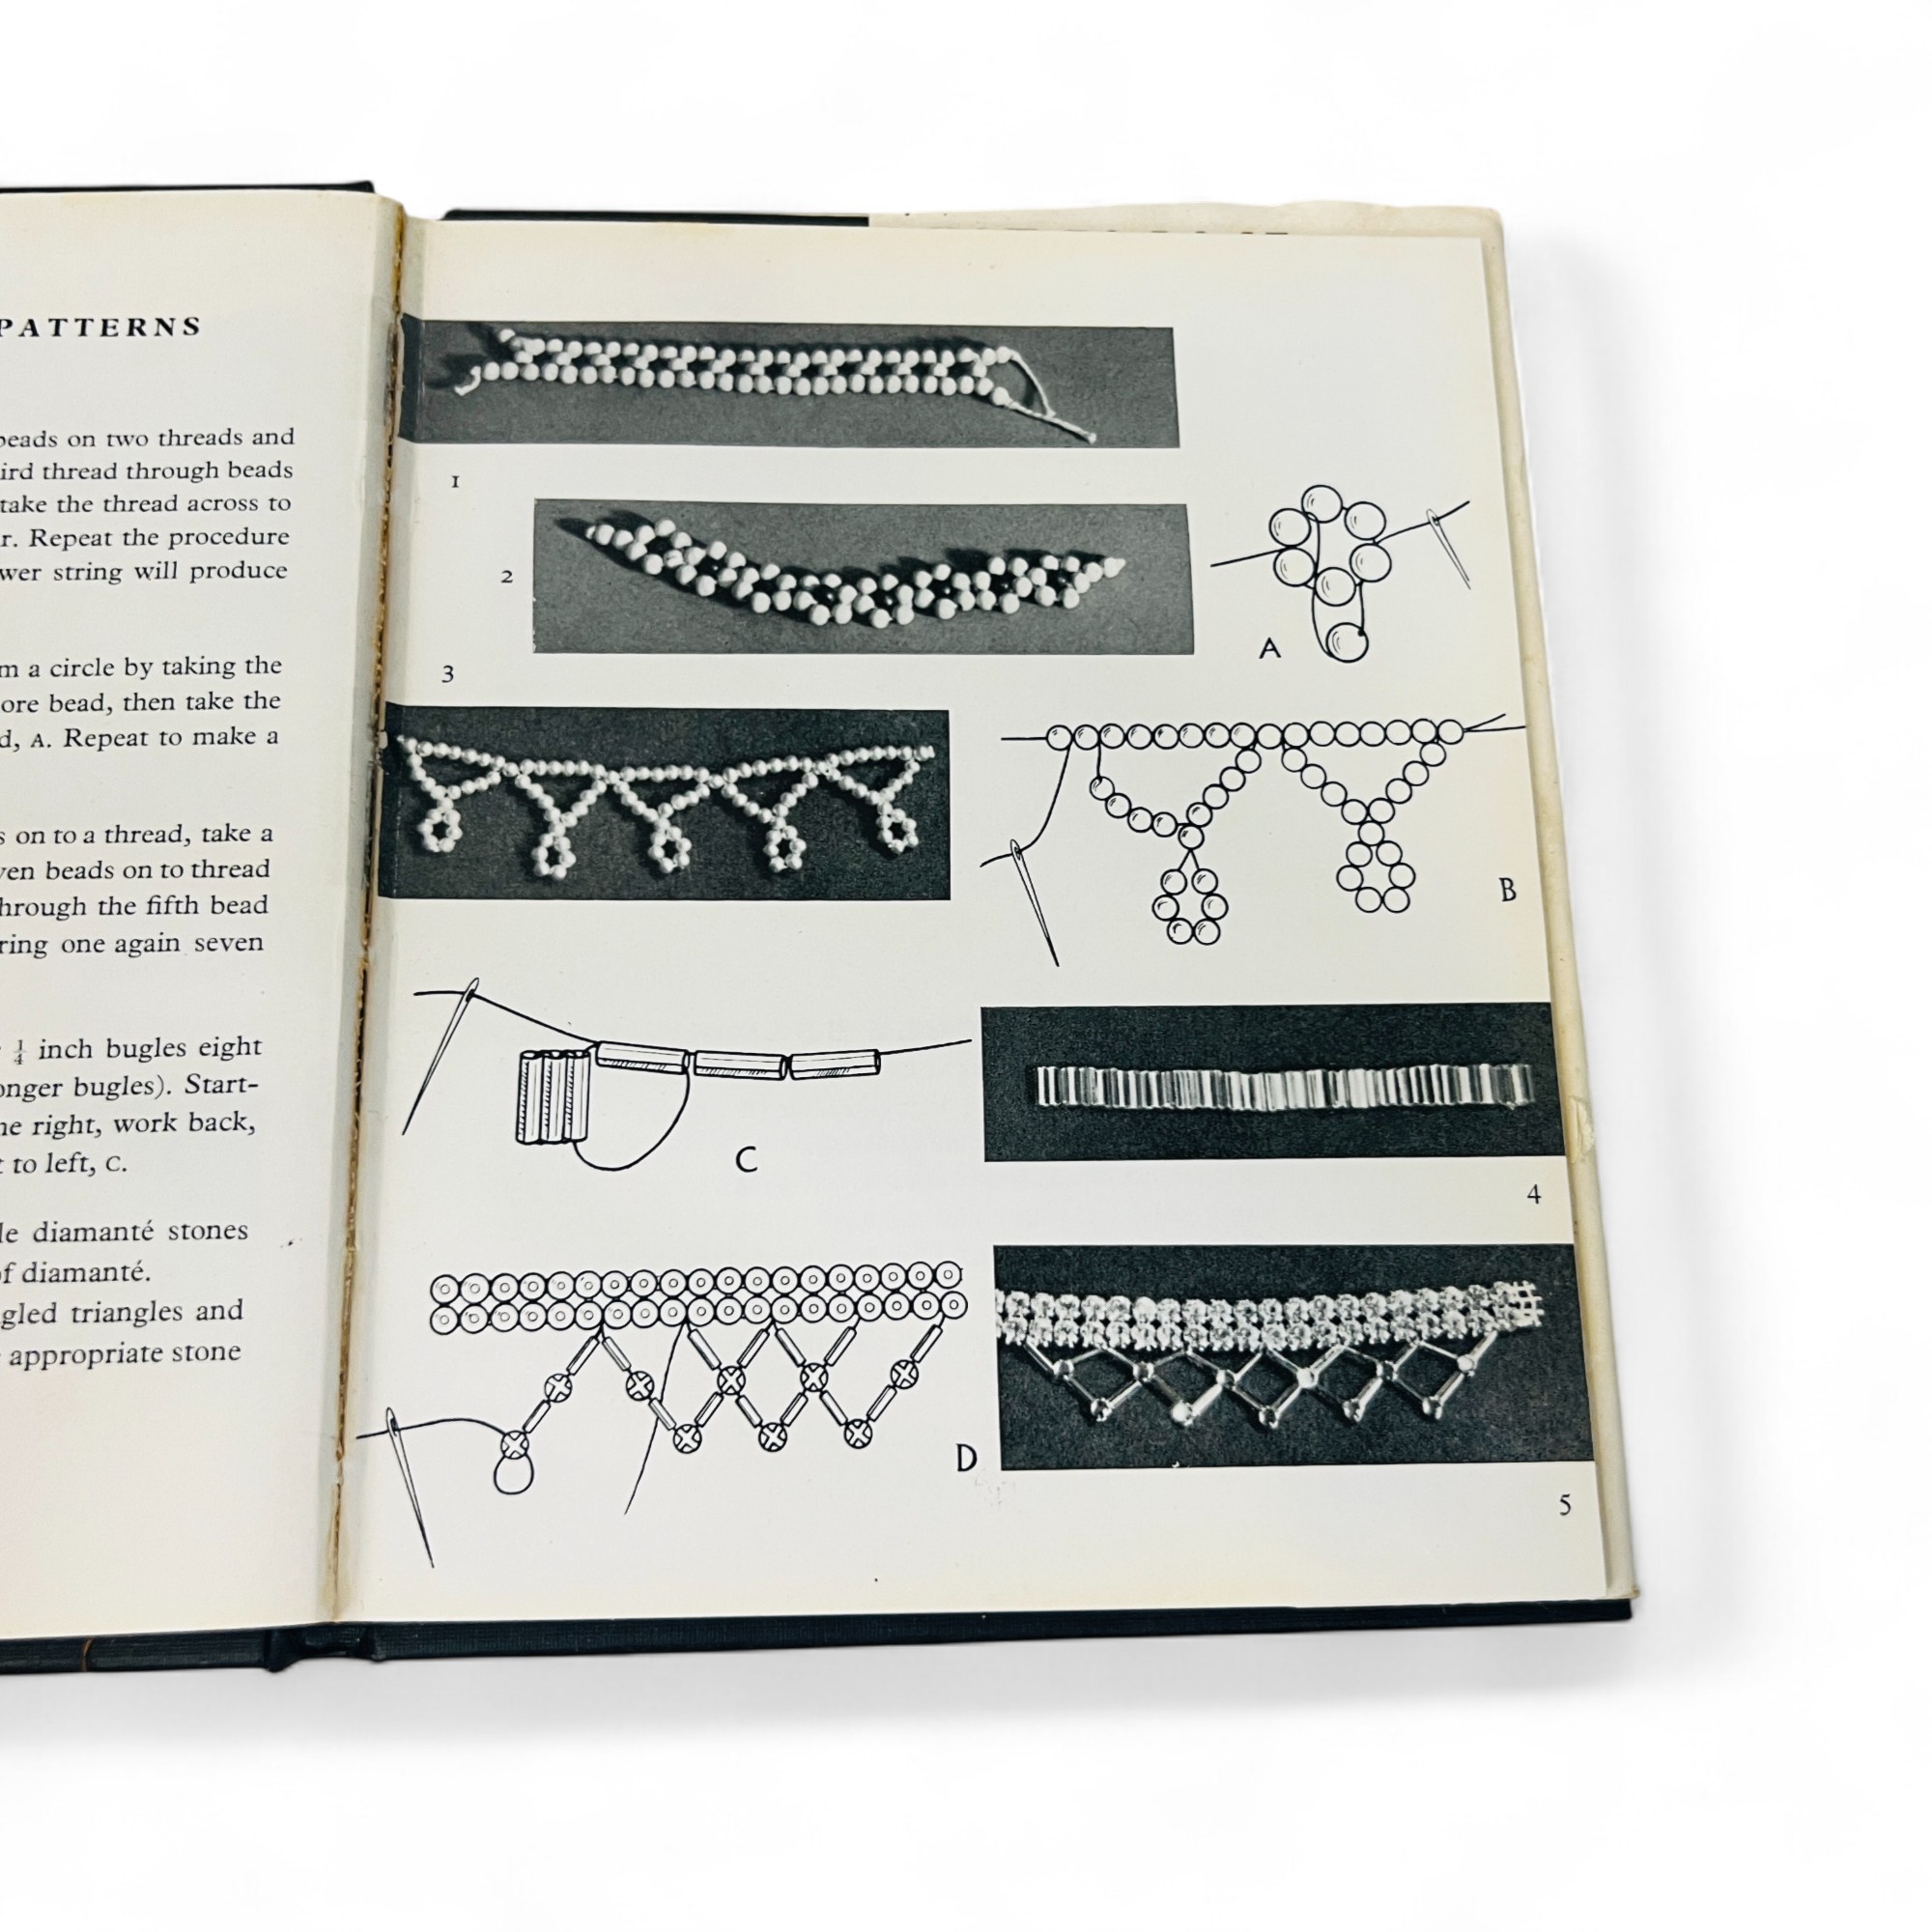 PATTERNS
beads on two threads and
ird thread through beads
take the thread across to
r. Repeat the procedure
wer string will produce
m a circle by taking the
ore bead, then take the
d, A. Repeat to make a
s on to a thread, take a
ven beads on to thread
hrough the fifth bead
ring one again seven
¼ inch bugles eight
onger bugles). Start-
he right, work back,
t to left, C.
le diamanté stones
of diamanté.
gled triangles and
appropriate stone
1
2
A
3
B
C
4
D
5